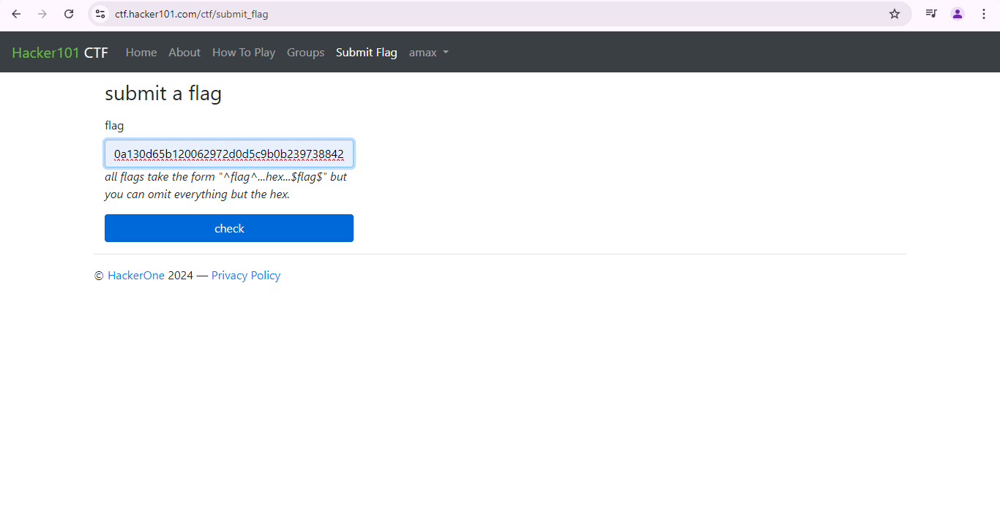 ctf.hacker101.com/ctf/submit_flag
Hacker101 CTF Home About How To Play Groups Submit Flag amax
submit a flag
flag
0a130d65b120062972d0d5c9b0b239738842
all flags take the form "^flag^...hex...$flag$" but
you can omit everything but the hex.
check
© HackerOne 2024 — Privacy Policy